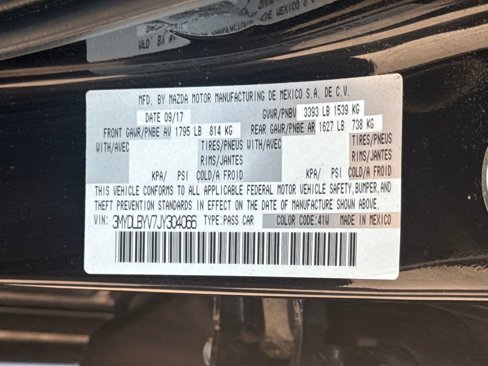 MFD. BY MAZDA MOTOR MANUFACTURING DE MEXICO S.A. DE C.V.
DATE 09/17 GVWR/PNBV 3393 LB 1539 KG
FRONT GAWR/PNBE AV 1795 LB 814 KG REAR GAWR/PNBE AR 1627 LB 738 KG
WITH/AVEC TIRES/PNEUS WITH/AVEC TIRES/PNEUS
RIMS/JANTES RIMS/JANTES
KPA/ PSI COLD/A FROID KPA/ PSI COLD/A FROID
THIS VEHICLE CONFORMS TO ALL APPLICABLE FEDERAL MOTOR VEHICLE SAFETY, BUMPER, AND
THEFT PREVENTION STANDARDS IN EFFECT ON THE DATE OF MANUFACTURE SHOWN ABOVE.
VIN: 3MYDLBYV7JY304066 TYPE:PASS CAR COLOR CODE:41W MADE IN MEXICO